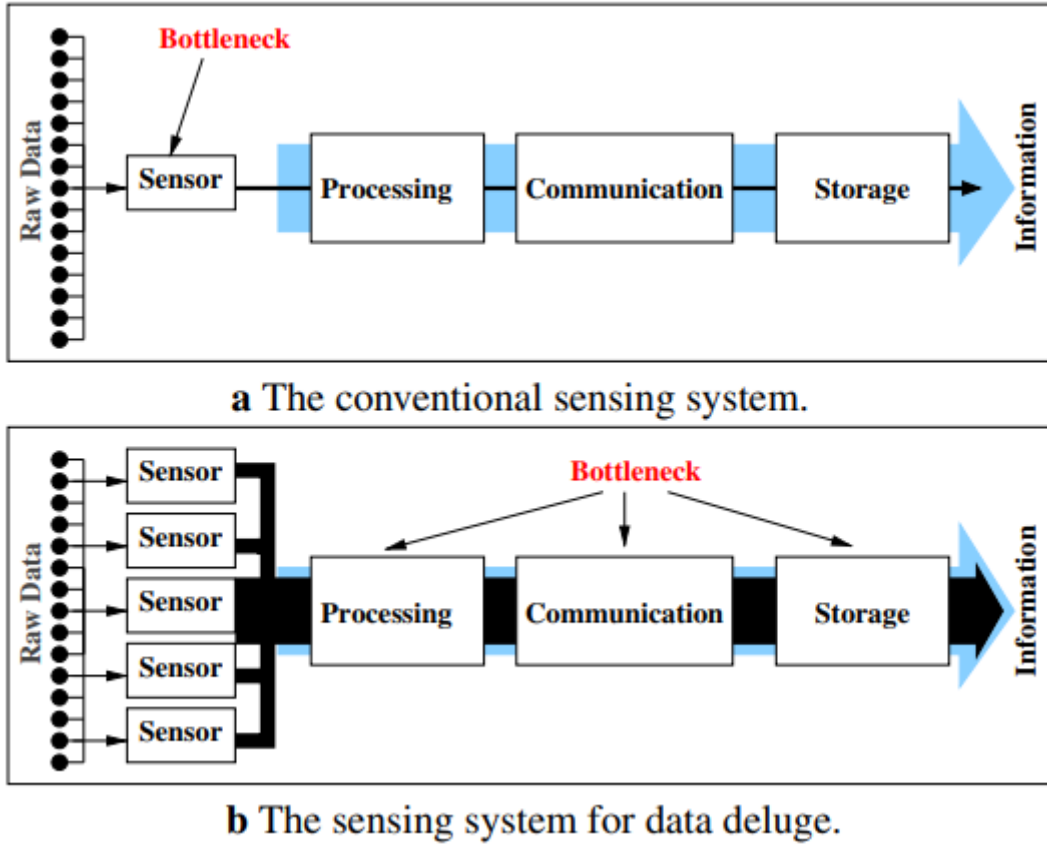 Bottleneck
Raw Data
Sensor
Processing
Communication
Storage
Information
a The conventional sensing system.
Sensor
Bottleneck
Sensor
Raw Data
Sensor
Processing
Communication
Storage
Information
Sensor
Sensor
b The sensing system for data deluge.